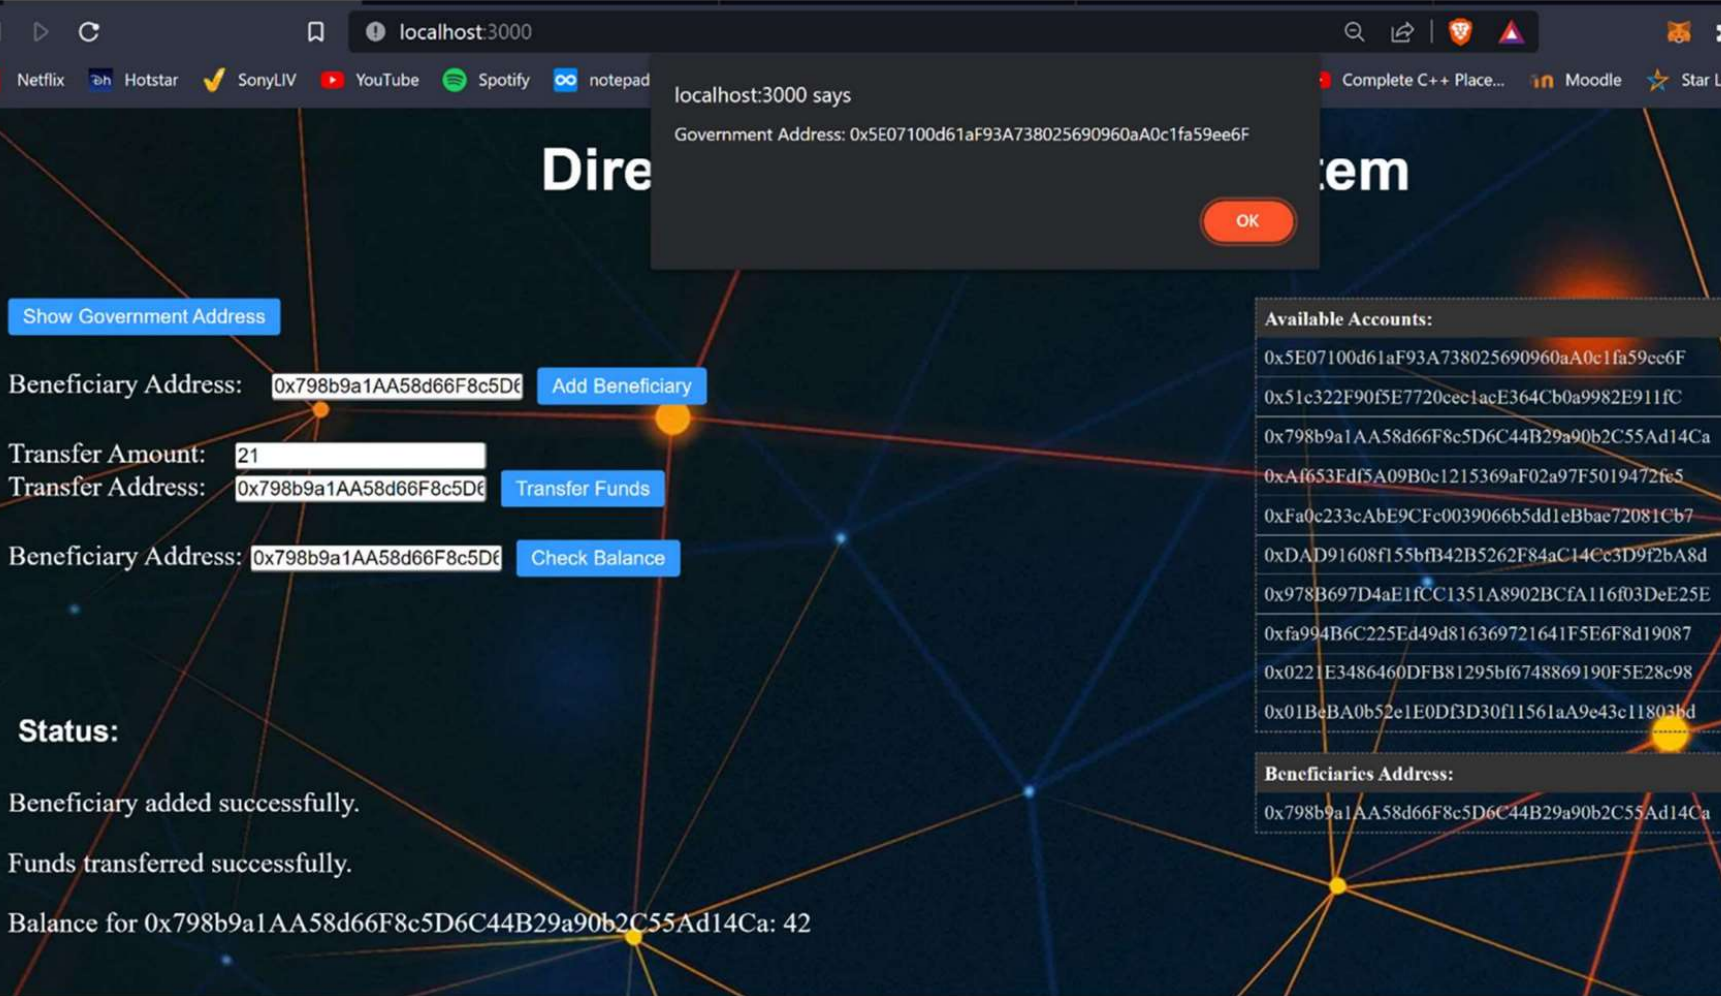 localhost:3000
Netflix Hotstar SonyLIV YouTube Spotify notepad Complete C++ Place... Moodle Star L
localhost:3000 says
Government Address: 0x5E07100d61aF93A738025690960aA0c1fa59ee6F
OK
Dire tem
Show Government Address
Beneficiary Address: 0x798b9a1AA58d66F8c5D6 Add Beneficiary
Transfer Amount: 21
Transfer Address: 0x798b9a1AA58d66F8c5D6 Transfer Funds
Beneficiary Address: 0x798b9a1AA58d66F8c5D6 Check Balance
Status:
Beneficiary added successfully.
Funds transferred successfully.
Balance for 0x798b9a1AA58d66F8c5D6C44B29a90b2C55Ad14Ca: 42
Available Accounts:
0x5E07100d61aF93A738025690960aA0c1fa59ee6F
0x51c322F90f5E7720cec1acE364Cb0a9982E911fC
0x798b9a1AA58d66F8c5D6C44B29a90b2C55Ad14Ca
0xAf653Fdf5A09B0c1215369aF02a97F5019472fc5
0xFa0c233cAbE9CFc0039066b5dd1eBbae72081Cb7
0xDAD91608f155bfB42B5262F84aC14Cc3D9f2bA8d
0x978B697D4aE1fCC1351A8902BCfA116f03DeE25E
0xfa994B6C225Ed49d816369721641F5E6F8d19087
0x0221E3486460DFB81295bf6748869190F5E28c98
0x01BeBA0b52e1E0Df3D30f11561aA9e43c11803bd
Beneficiaries Address:
0x798b9a1AA58d66F8c5D6C44B29a90b2C55Ad14Ca